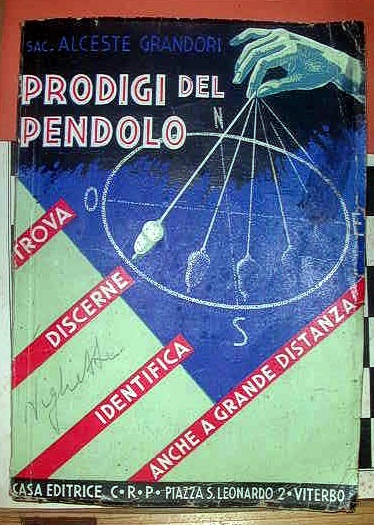 SAC. ALCESTE GRANDORI
PRODIGI DEL
PENDOLO
N
O
S
TROVA
DISCERNE
IDENTIFICA
ANCHE A GRANDE DISTANZA!
CASA EDITRICE C•R•P• PIAZZA S. LEONARDO 2•VITERBO